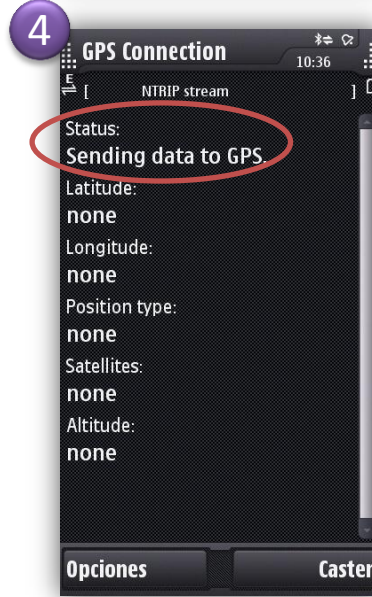 4
GPS Connection
10:36
E
[ NTRIP stream ]
Status:
Sending data to GPS.
Latitude:
none
Longitude:
none
Position type:
none
Satellites:
none
Altitude:
none
Opciones
Caster